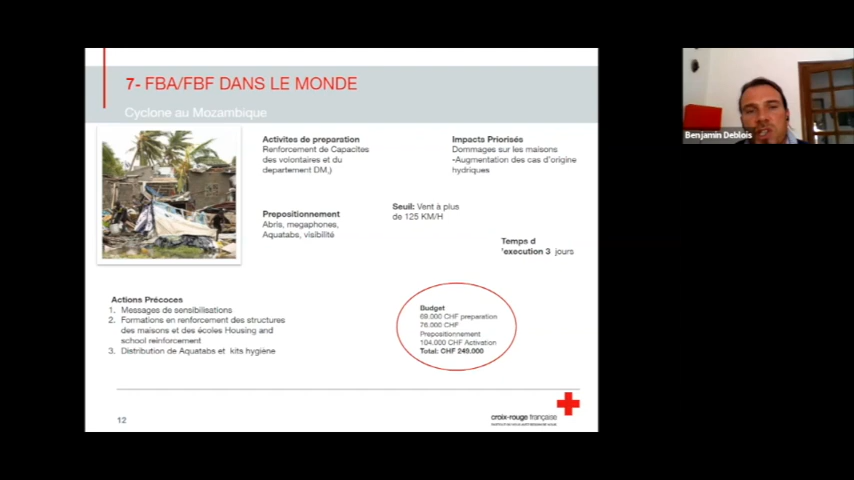 7- FBA/FBF DANS LE MONDE
Cyclone au Mozambique
Activites de preparation
Renforcement de Capacites
des volontaires et du
departement DM,)
Impacts Priorisés
Dommages sur les maisons
-Augmentation des cas d'origine
hydriques
Prepositionnement
Abris, megaphones,
Aquatabs, visibilité
Seuil: Vent à plus
de 125 KM/H
Temps d
'execution 3 jours
Actions Précoces
1. Messages de sensibilisations
2. Formations en renforcement des structures
des maisons et des écoles Housing and
school reinforcement
3. Distribution de Aquatabs et kits hygiène
Budget
69.000 CHF preparation
76.000 CHF
Prepositionnement
104.000 CHF Activation
Total: CHF 249.000
12
croix-rouge française
Benjamin Deblois